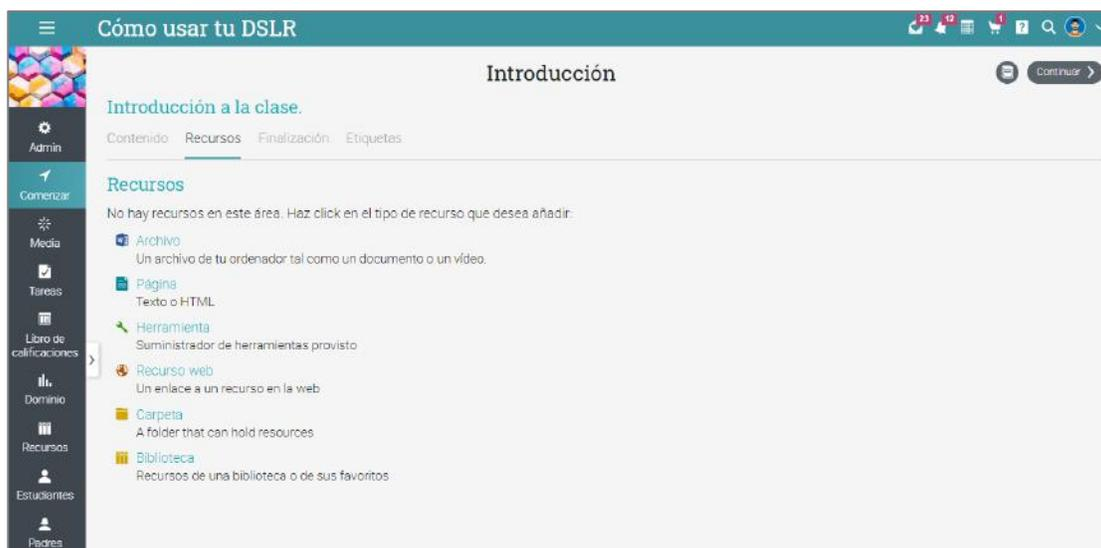 Cómo usar tu DSLR
23
12
1
?
Introducción
Continuar
Introducción a la clase.
Contenido Recursos Finalización Etiquetas
Admin
Comenzar
Media
Tareas
Libro de
calificaciones
Dominio
Recursos
Estudiantes
Padres
Recursos
No hay recursos en este área. Haz click en el tipo de recurso que desea añadir:
Archivo
Un archivo de tu ordenador tal como un documento o un vídeo.
Página
Texto o HTML
Herramienta
Suministrador de herramientas provisto
Recurso web
Un enlace a un recurso en la web
Carpeta
A folder that can hold resources
Biblioteca
Recursos de una biblioteca o de sus favoritos